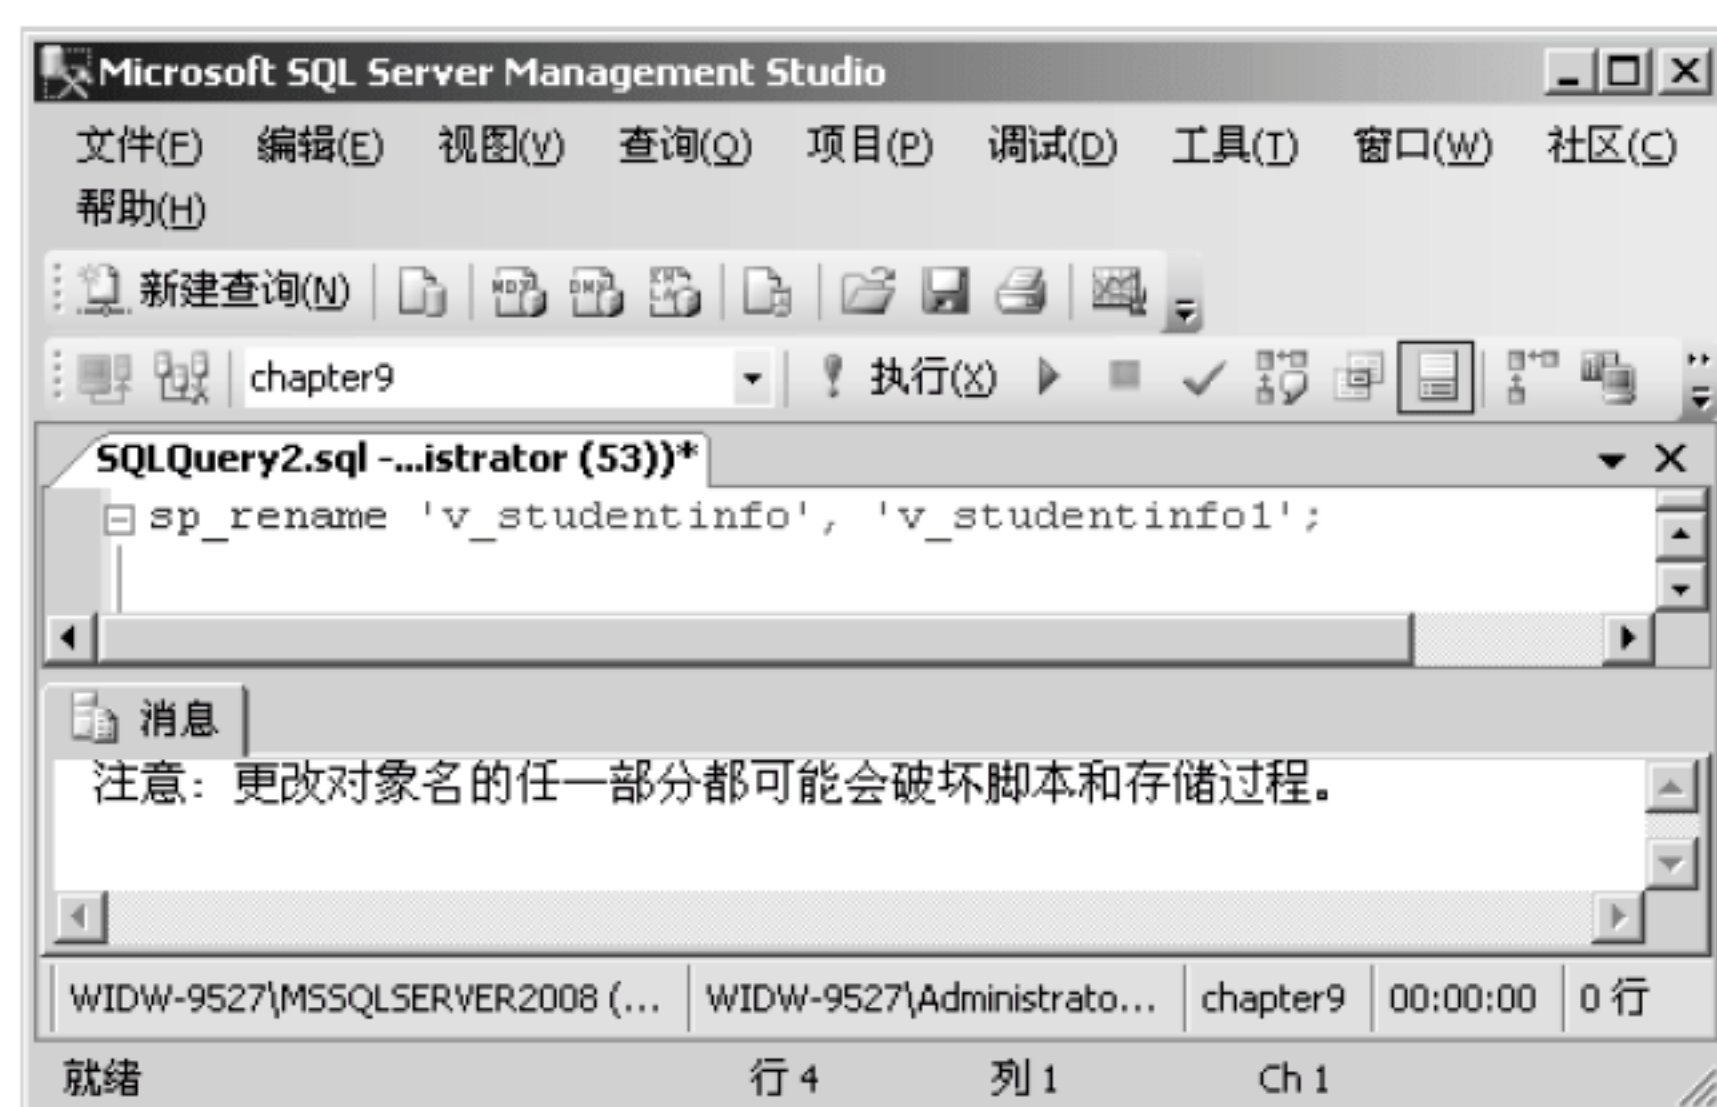 Microsoft SQL Server Management Studio
文件(F) 编辑(E) 视图(V) 查询(Q) 项目(P) 调试(D) 工具(T) 窗口(W) 社区(C)
帮助(H)
新建查询(N)
chapter9 执行(X)
SQLQuery2.sql -...istrator (53))*
sp_rename 'v_studentinfo', 'v_studentinfo1';
消息
注意: 更改对象名的任一部分都可能会破坏脚本和存储过程。
WIDW-9527\MSSQLSERVER2008 (... WIDW-9527\Administrato... chapter9 00:00:00 0 行
就绪 行 4 列 1 Ch 1